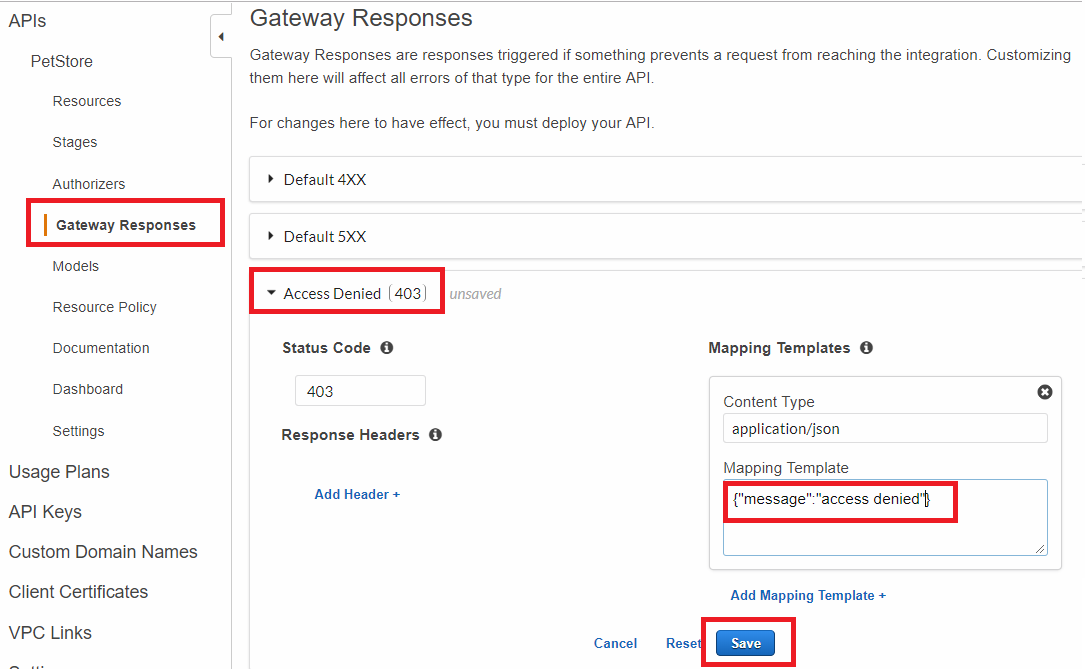 APIs
PetStore
Resources
Stages
Authorizers
Gateway Responses
Models
Resource Policy
Documentation
Dashboard
Settings
Usage Plans
API Keys
Custom Domain Names
Client Certificates
VPC Links
Gateway Responses
Gateway Responses are responses triggered if something prevents a request from reaching the integration. Customizing
them here will affect all errors of that type for the entire API.
For changes here to have effect, you must deploy your API.
Default 4XX
Default 5XX
Access Denied 403 unsaved
Status Code
403
Response Headers
Add Header +
Mapping Templates
Content Type
application/json
Mapping Template
{"message":"access denied"}
Add Mapping Template +
Cancel Reset Save